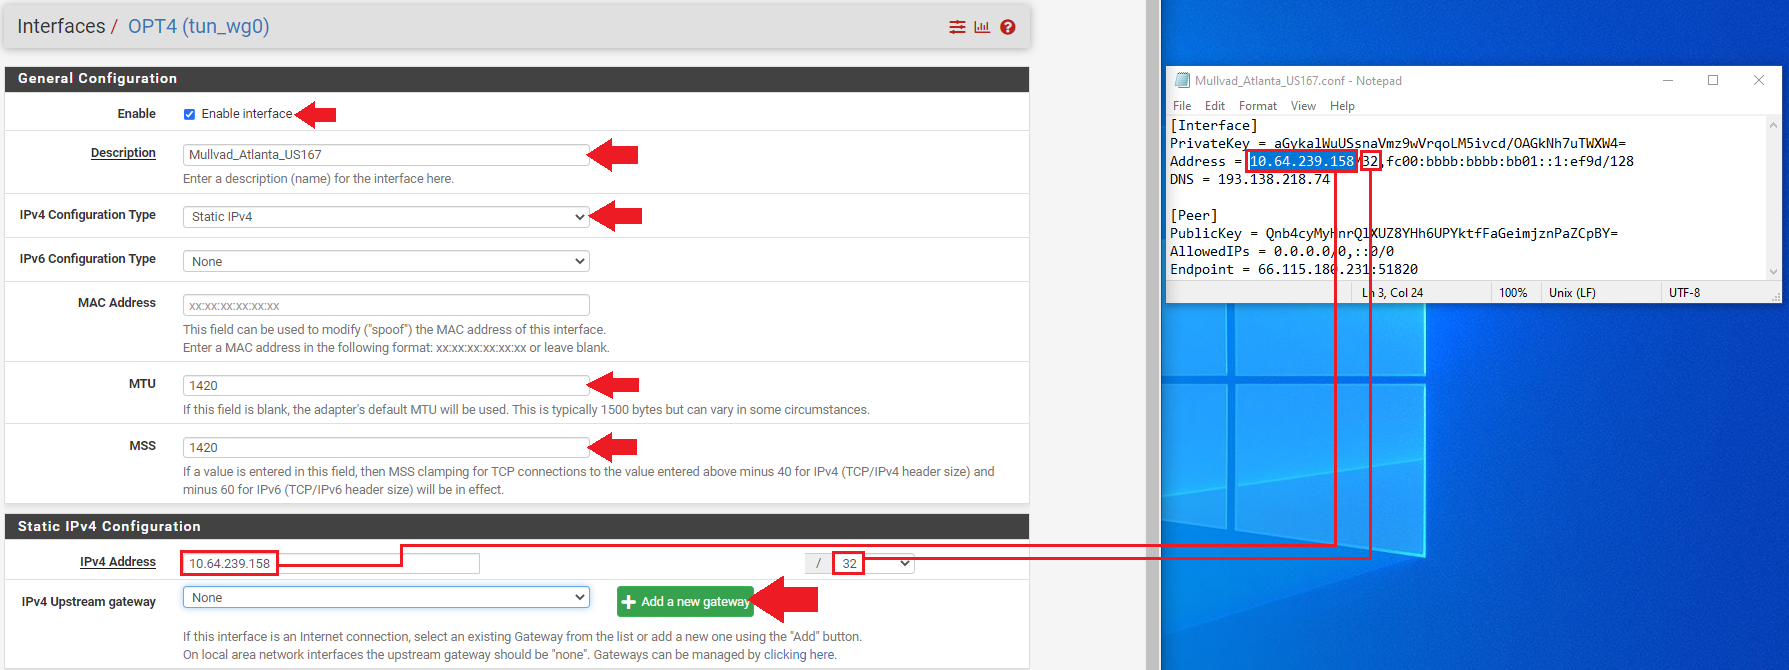 Interfaces / OPT4 (tun_wg0)
General Configuration
Enable
Enable interface
Description
Mullvad_Atlanta_US167
Enter a description (name) for the interface here.
IPv4 Configuration Type
Static IPv4
IPv6 Configuration Type
None
MAC Address
xx:xx:xx:xx:xx:xx
This field can be used to modify ("spoof") the MAC address of this interface.
Enter a MAC address in the following format: xx:xx:xx:xx:xx:xx or leave blank.
MTU
1420
If this field is blank, the adapter's default MTU will be used. This is typically 1500 bytes but can vary in some circumstances.
MSS
1420
If a value is entered in this field, then MSS clamping for TCP connections to the value entered above minus 40 for IPv4 (TCP/IPv4 header size) and
minus 60 for IPv6 (TCP/IPv6 header size) will be in effect.
Static IPv4 Configuration
IPv4 Address
10.64.239.158
/ 32
IPv4 Upstream gateway
None
Add a new gateway
If this interface is an Internet connection, select an existing Gateway from the list or add a new one using the "Add" button.
On local area network interfaces the upstream gateway should be "none". Gateways can be managed by clicking here.
Mullvad_Atlanta_US167.conf - Notepad
File Edit Format View Help
[Interface]
PrivateKey = aGykalWuUSsnaVmz9wVrqoLM5ivcd/OAGkNh7uTWXW4=
Address = 10.64.239.158/32,fc00:bbbb:bbbb:bb01::1:ef9d/128
DNS = 193.138.218.74
[Peer]
PublicKey =
AllowedIPs = 0.0.0.0/0,::0/0
Endpoint = 66.115.180.231:51820
Ln 3, Col 24
100%
Unix (LF)
UTF-8